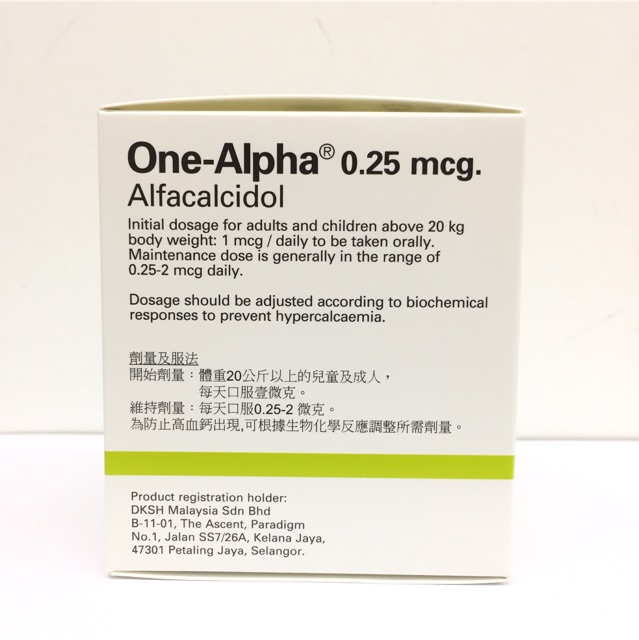 One-Alpha® 0.25 mcg.
Alfacalcidol
Initial dosage for adults and children above 20 kg
body weight: 1 mcg / daily to be taken orally.
Maintenance dose is generally in the range of
0.25-2 mcg daily.
Dosage should be adjusted according to biochemical
responses to prevent hypercalcaemia.
劑量及服法
開始劑量：體重20公斤以上的兒童及成人，
每天口服壹微克。
維持劑量：每天口服0.25-2 微克。
為防止高血鈣出現,可根據生物化學反應調整所需劑量。
Product registration holder:
DKSH Malaysia Sdn Bhd
B-11-01, The Ascent, Paradigm
No.1, Jalan SS7/26A, Kelana Jaya,
47301 Petaling Jaya, Selangor.